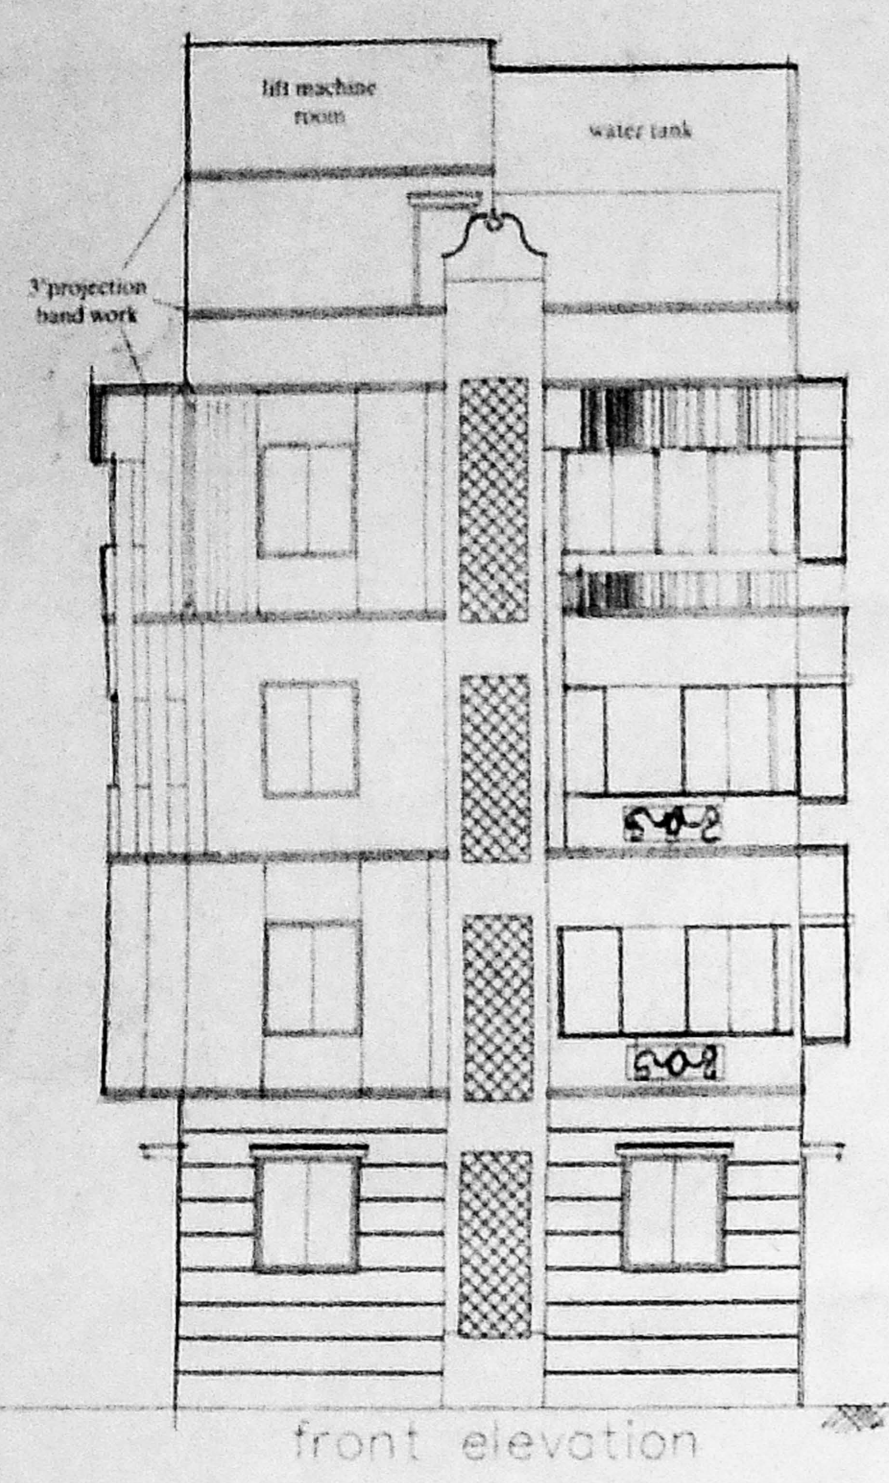 lift machine
room
water tank
3"projection
band work
front elevation